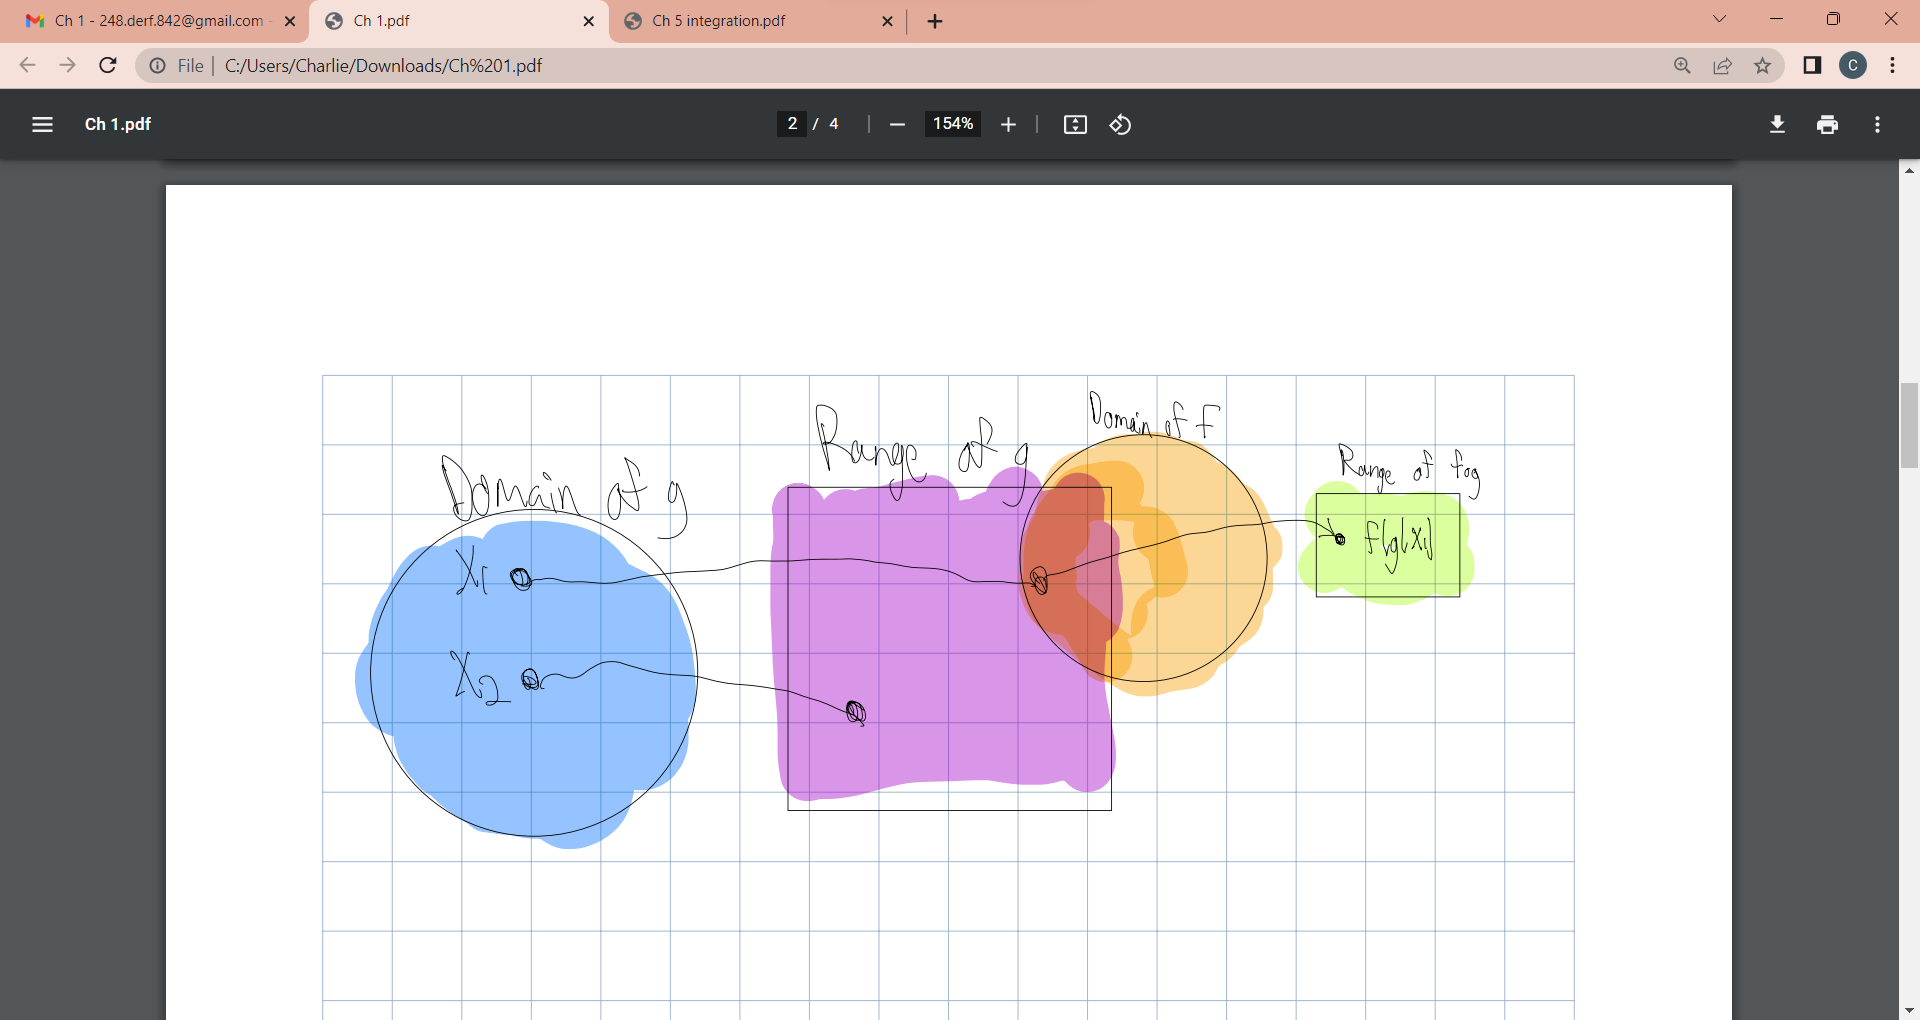 Ch 1 - 248.derf.842@gmail.com -
Ch 1.pdf
Ch 5 integration.pdf
File
C:/Users/Charlie/Downloads/Ch%201.pdf
C
Ch 1.pdf
2 / 4
154%
Domain of g
Range of g
Domain of F
Range of fog
X1
X2
f(g(x1)